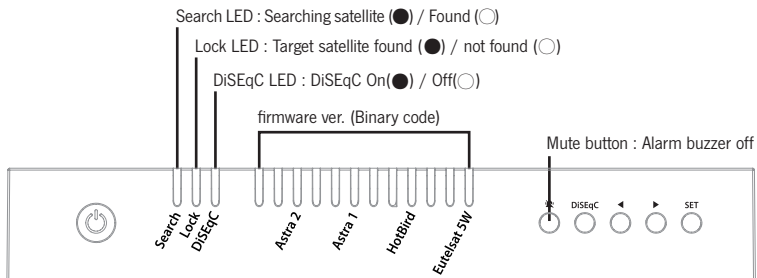 Search LED : Searching satellite (●) / Found (○)
Lock LED : Target satellite found (●) / not found (○)
DiSEqC LED : DiSEqC On(●) / Off(○)
firmware ver. (Binary code)
Mute button : Alarm buzzer off
Search
Lock
DiSEqC
Astra 2
Astra 1
HotBird
Eutelsat 5W
DiSEqC
◀
▶
SET